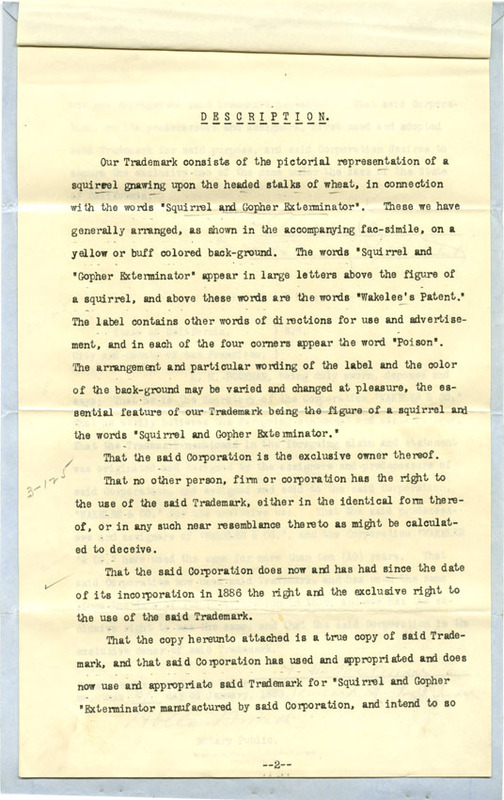 DESCRIPTION.
Our Trademark consists of the pictorial representation of a
squirrel gnawing upon the headed stalks of wheat, in connection
with the words "Squirrel and Gopher Exterminator". These we have
generally arranged, as shown in the accompanying fac-simile, on a
yellow or buff colored back-ground. The words "Squirrel and
"Gopher Exterminator" appear in large letters above the figure of
a squirrel, and above these words are the words "Wakelee's Patent."
The label contains other words of directions for use and advertise-
ment, and in each of the four corners appear the word "Poison".
The arrangement and particular wording of the label and the color
of the back-ground may be varied and changed at pleasure, the es-
sential feature of our Trademark being the figure of a squirrel and
the words "Squirrel and Gopher Exterminator."
That the said Corporation is the exclusive owner thereof.
3-125
That no other person, firm or corporation has the right to
the use of the said Trademark, either in the identical form there-
of, or in any such near resemblance thereto as might be calculat-
ed to deceive.
That the said Corporation does now and has had since the date
of its incorporation in 1886 the right and the exclusive right to
the use of the said Trademark.
That the copy hereunto attached is a true copy of said Trade-
mark, and that said Corporation has used and appropriated and does
now use and appropriate said Trademark for "Squirrel and Gopher
"Exterminator manufactured by said Corporation, and intend to so
Notary Public.
--2--